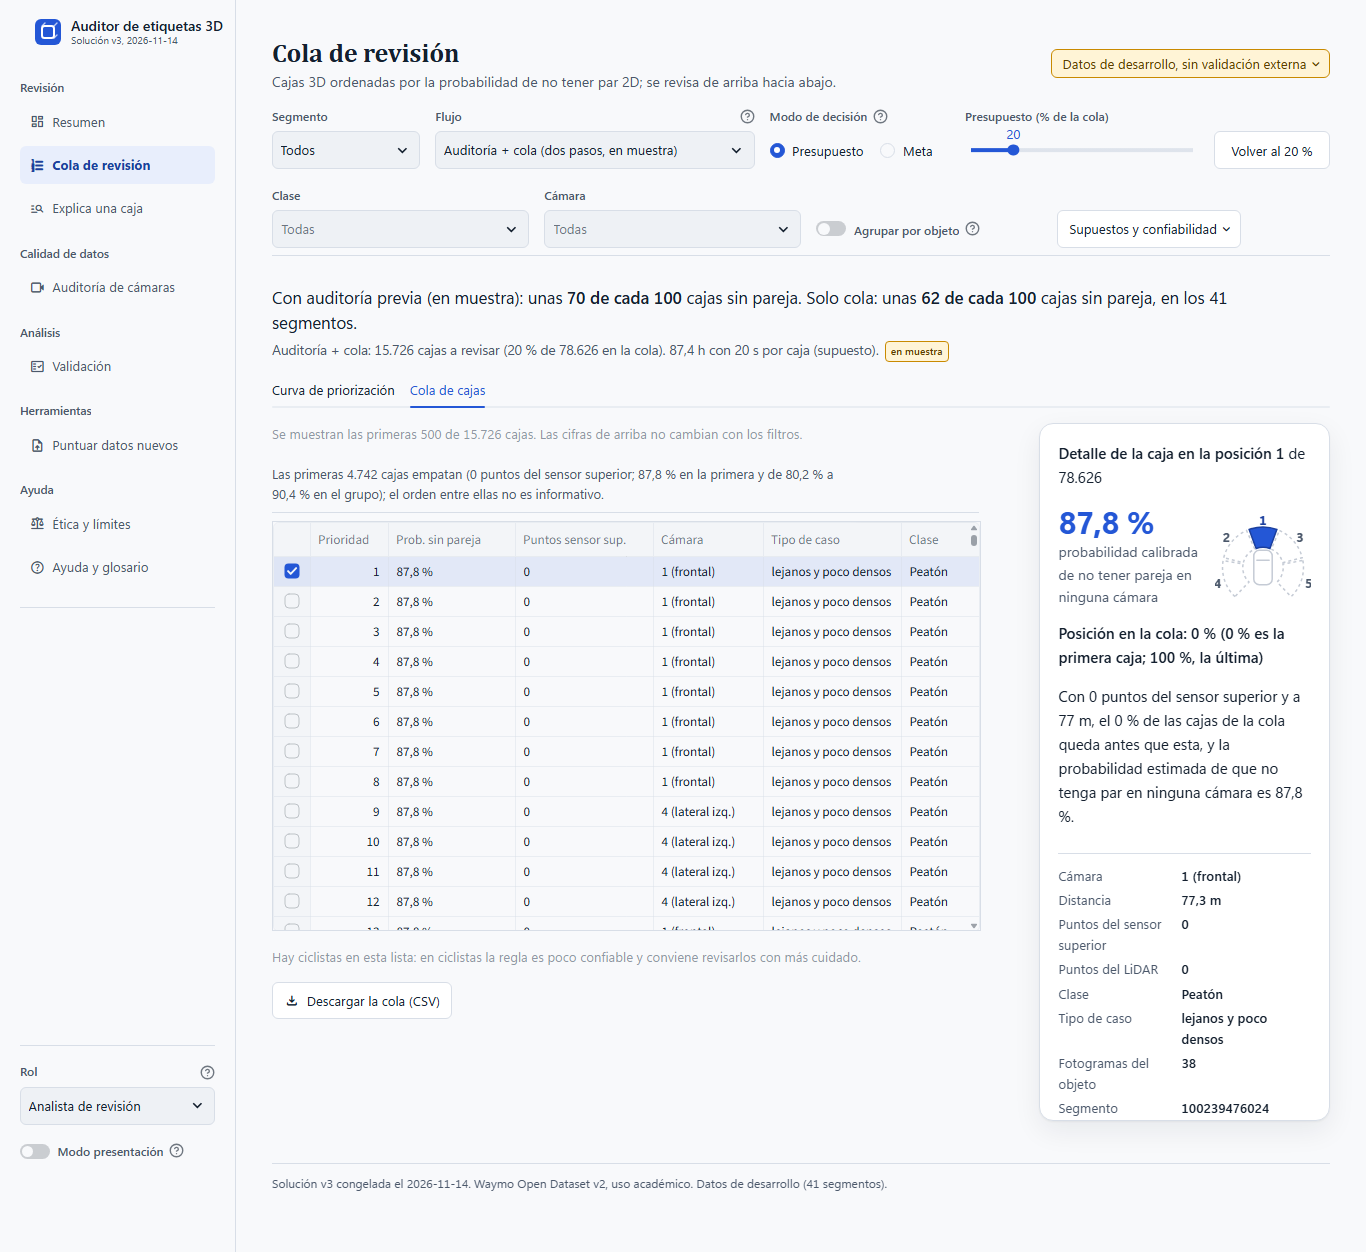 Auditor de etiquetas 3D
Solución v3, 2026-11-14
Revisión
Resumen
Cola de revisión
Explica una caja
Calidad de datos
Auditoría de cámaras
Análisis
Validación
Herramientas
Puntuar datos nuevos
Ayuda
Ética y límites
Ayuda y glosario
Rol
Analista de revisión
Modo presentación
Cola de revisión
Cajas 3D ordenadas por la probabilidad de no tener par 2D; se revisa de arriba hacia abajo.
Datos de desarrollo, sin validación externa
Segmento
Todos
Flujo
Auditoría + cola (dos pasos, en muestra)
Modo de decisión
Presupuesto
Meta
Presupuesto (% de la cola)
20
Volver al 20 %
Clase
Todas
Cámara
Todas
Agrupar por objeto
Supuestos y confiabilidad
Con auditoría previa (en muestra): unas 70 de cada 100 cajas sin pareja. Solo cola: unas 62 de cada 100 cajas sin pareja, en los 41
segmentos.
Auditoría + cola: 15.726 cajas a revisar (20 % de 78.626 en la cola). 87,4 h con 20 s por caja (supuesto). en muestra
Curva de priorización
Cola de cajas
Se muestran las primeras 500 de 15.726 cajas. Las cifras de arriba no cambian con los filtros.
Las primeras 4.742 cajas empatan (0 puntos del sensor superior; 87,8 % en la primera y de 80,2 % a
90,4 % en el grupo); el orden entre ellas no es informativo.
Prioridad Prob. sin pareja Puntos sensor sup. Cámara Tipo de caso Clase
1 87,8 % 0 1 (frontal) lejanos y poco densos Peatón
2 87,8 % 0 1 (frontal) lejanos y poco densos Peatón
3 87,8 % 0 1 (frontal) lejanos y poco densos Peatón
4 87,8 % 0 1 (frontal) lejanos y poco densos Peatón
5 87,8 % 0 1 (frontal) lejanos y poco densos Peatón
6 87,8 % 0 1 (frontal) lejanos y poco densos Peatón
7 87,8 % 0 1 (frontal) lejanos y poco densos Peatón
8 87,8 % 0 1 (frontal) lejanos y poco densos Peatón
9 87,8 % 0 4 (lateral izq.) lejanos y poco densos Peatón
10 87,8 % 0 4 (lateral izq.) lejanos y poco densos Peatón
11 87,8 % 0 4 (lateral izq.) lejanos y poco densos Peatón
12 87,8 % 0 4 (lateral izq.) lejanos y poco densos Peatón
Hay ciclistas en esta lista: en ciclistas la regla es poco confiable y conviene revisarlos con más cuidado.
Descargar la cola (CSV)
Detalle de la caja en la posición 1 de
78.626
87,8 %
probabilidad calibrada
de no tener pareja en
ninguna cámara
1
2 3
4 5
Posición en la cola: 0 % (0 % es la
primera caja; 100 %, la última)
Con 0 puntos del sensor superior y a
77 m, el 0 % de las cajas de la cola
queda antes que esta, y la
probabilidad estimada de que no
tenga par en ninguna cámara es 87,8
%.
Cámara 1 (frontal)
Distancia 77,3 m
Puntos del sensor 0
superior
Puntos del LiDAR 0
Clase Peatón
Tipo de caso lejanos y poco
densos
Fotogramas del 38
objeto
Segmento 100239476024
Solución v3 congelada el 2026-11-14. Waymo Open Dataset v2, uso académico. Datos de desarrollo (41 segmentos).